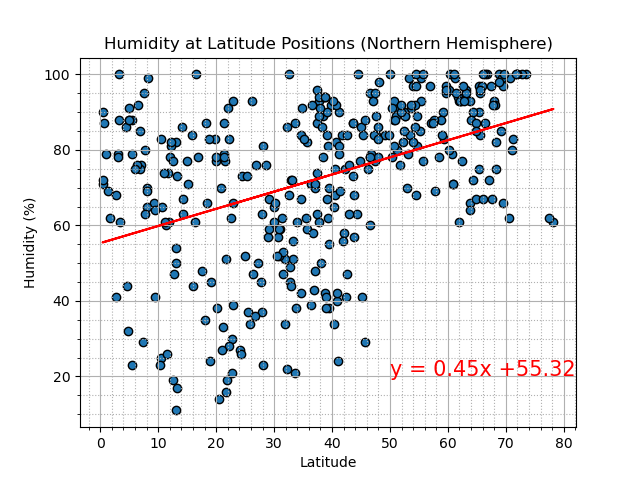 Humidity at Latitude Positions (Northern Hemisphere)
Humidity (%)
100
80
60
40
20
y = 0.45x +55.32
0 10 20 30 40 50 60 70 80
Latitude